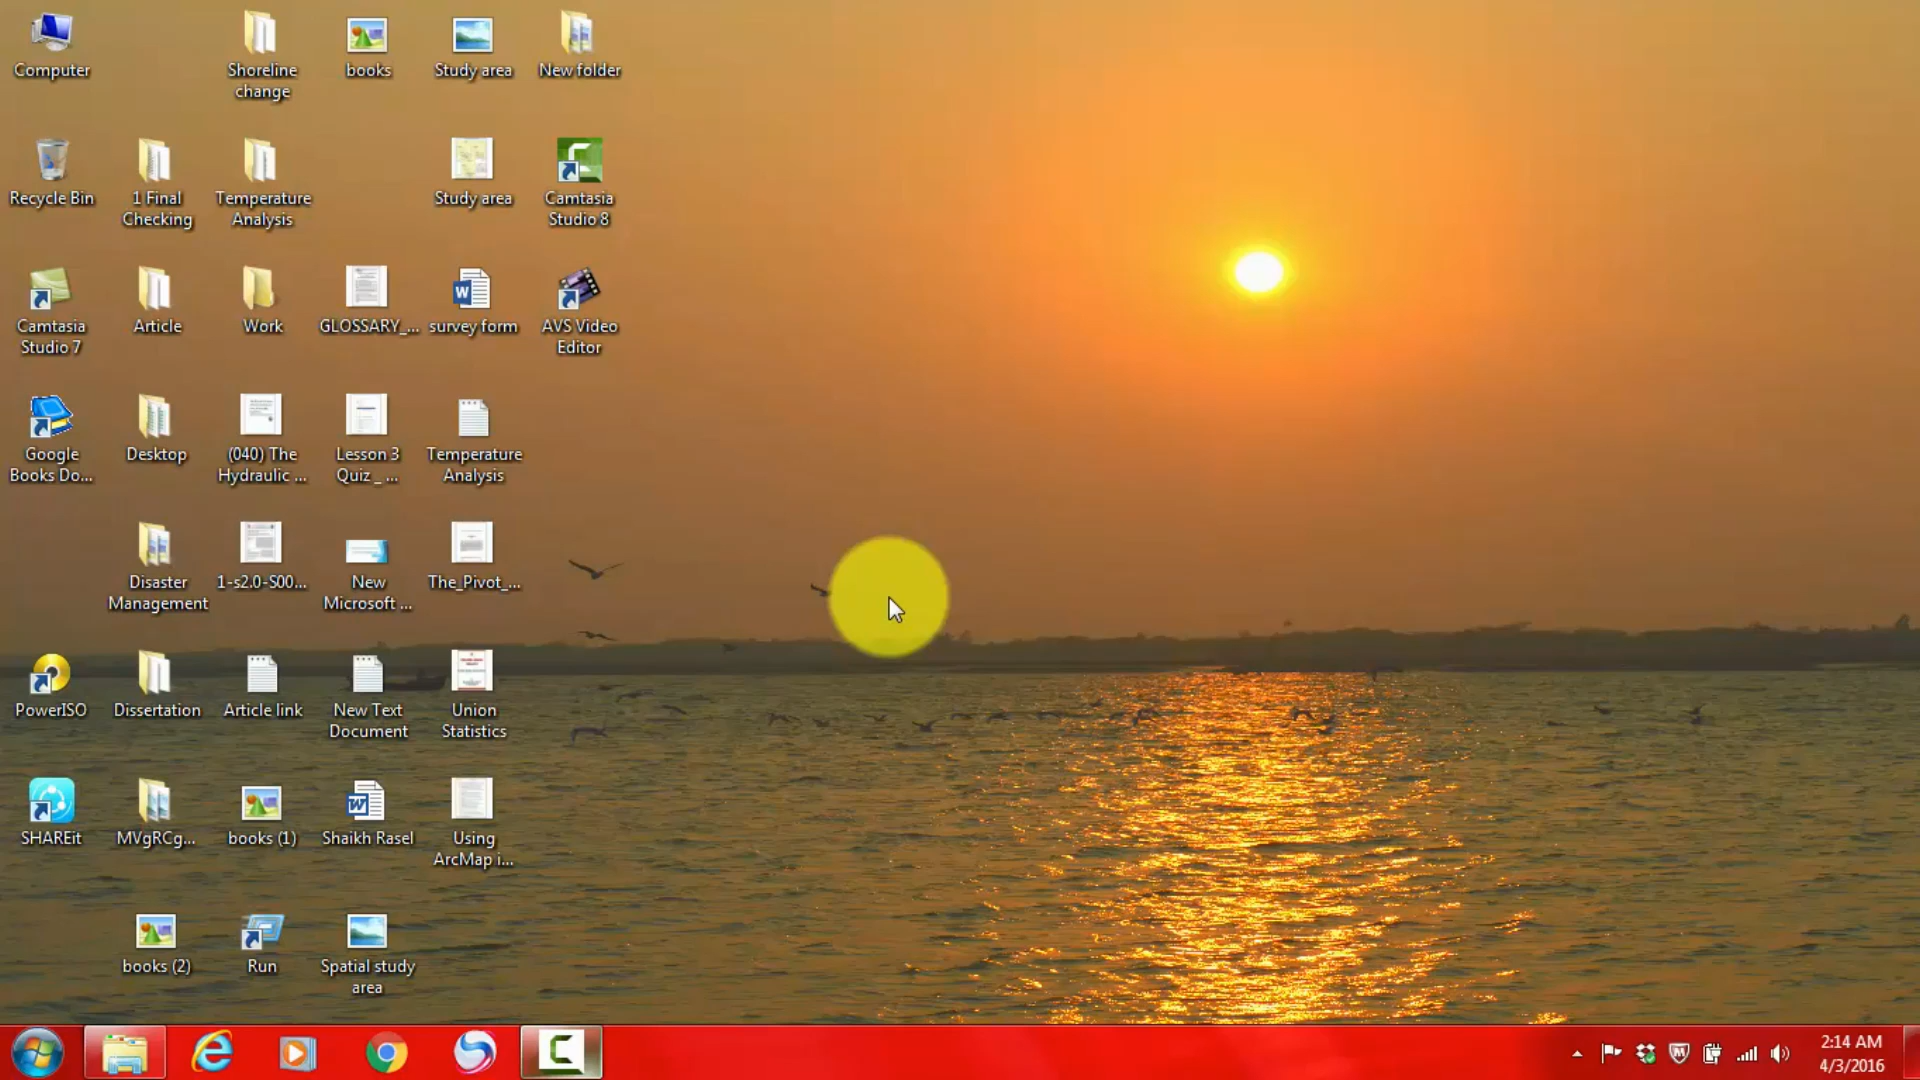 Computer
Shoreline
change
books
Study area
New folder
Recycle Bin
1 Final
Checking
Temperature
Analysis
Study area
Camtasia
Studio 8
Camtasia
Studio 7
Article
Work
GLOSSARY_...
survey form
AVS Video
Editor
Google
Books Do...
Desktop
(040) The
Hydraulic ...
Lesson 3
Quiz _ ...
Temperature
Analysis
Disaster
Management
1-s2.0-S00...
New
Microsoft ...
The_Pivot_...
PowerISO
Dissertation
Article link
New Text
Document
Union
Statistics
SHAREit
MVgRCg...
books (1)
Shaikh Rasel
Using
ArcMap i...
books (2)
Run
Spatial study
area
2:14 AM
4/3/2016